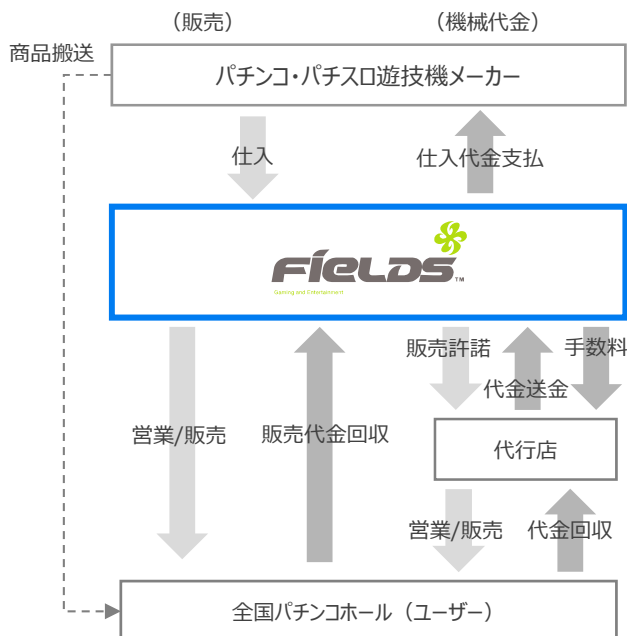 （販売）
（機械代金）
商品搬送
パチンコ・パチスロ遊技機メーカー
仕入
仕入代金支払
FIELDS™
Gaming and Entertainment
販売許諾
手数料
代金送金
営業/販売
販売代金回収
代行店
営業/販売
代金回収
全国パチンコホール（ユーザー）